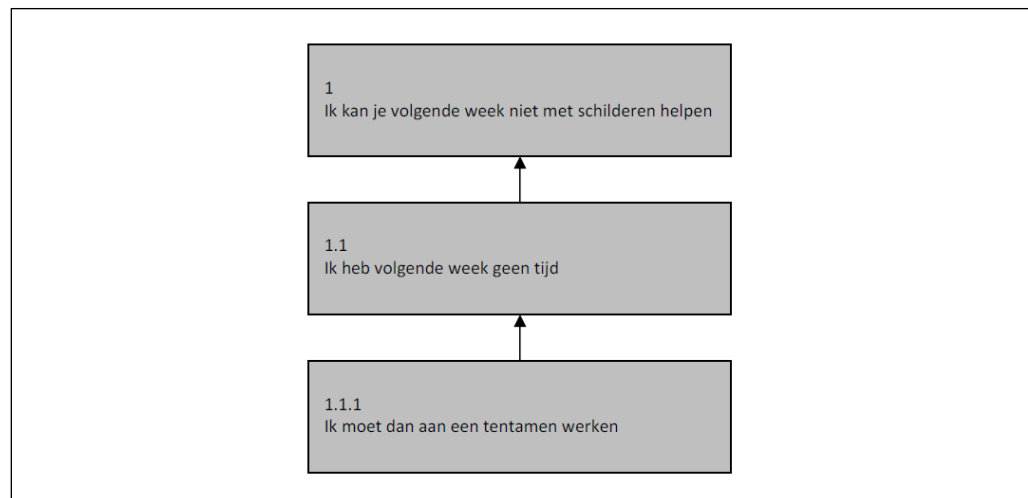 1
Ik kan je volgende week niet met schilderen helpen
1.1
Ik heb volgende week geen tijd
1.1.1
Ik moet dan aan een tentamen werken